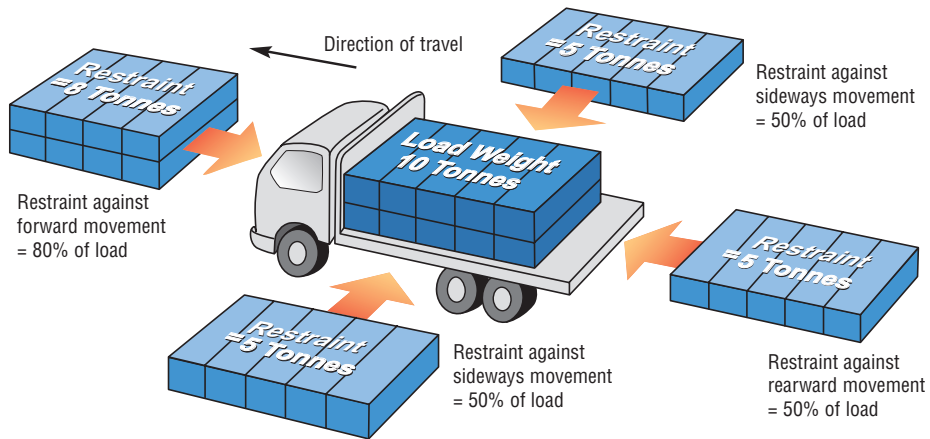 Direction of travel
Restraint
=8 Tonnes
Restraint against
forward movement
= 80% of load
Restraint
=5 Tonnes
Restraint against
sideways movement
= 50% of load
Load Weight
10 Tonnes
Restraint
=5 Tonnes
Restraint against
sideways movement
= 50% of load
Restraint
=5 Tonnes
Restraint against
rearward movement
= 50% of load